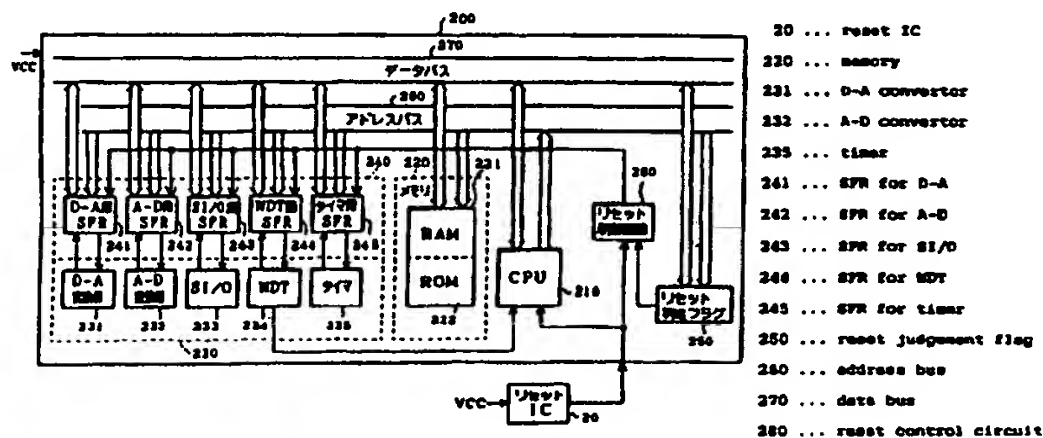 200
270
VCC
データバス
260
アドレスバス
240
220
メモリ
221
280
リセット
D-A用
SFR
A-D用
SFR
SI/O用
SFR
WDT用
SFR
タイマ用
SFR
241
242
243
244
245
RAM
ROM
CPU
216
D-A
A-D
SI/O
WDT
タイマ
231
232
233
234
235
230
リセット
フラグ
250
VCC
リセット
IC
20
20 ... reset IC
220 ... memory
231 ... D-A convertor
232 ... A-D convertor
235 ... timer
241 ... SFR for D-A
242 ... SFR for A-D
243 ... SFR for SI/O
244 ... SFR for WDT
245 ... SFR for timer
250 ... reset judgement flag
260 ... address bus
270 ... data bus
280 ... reset control circuit